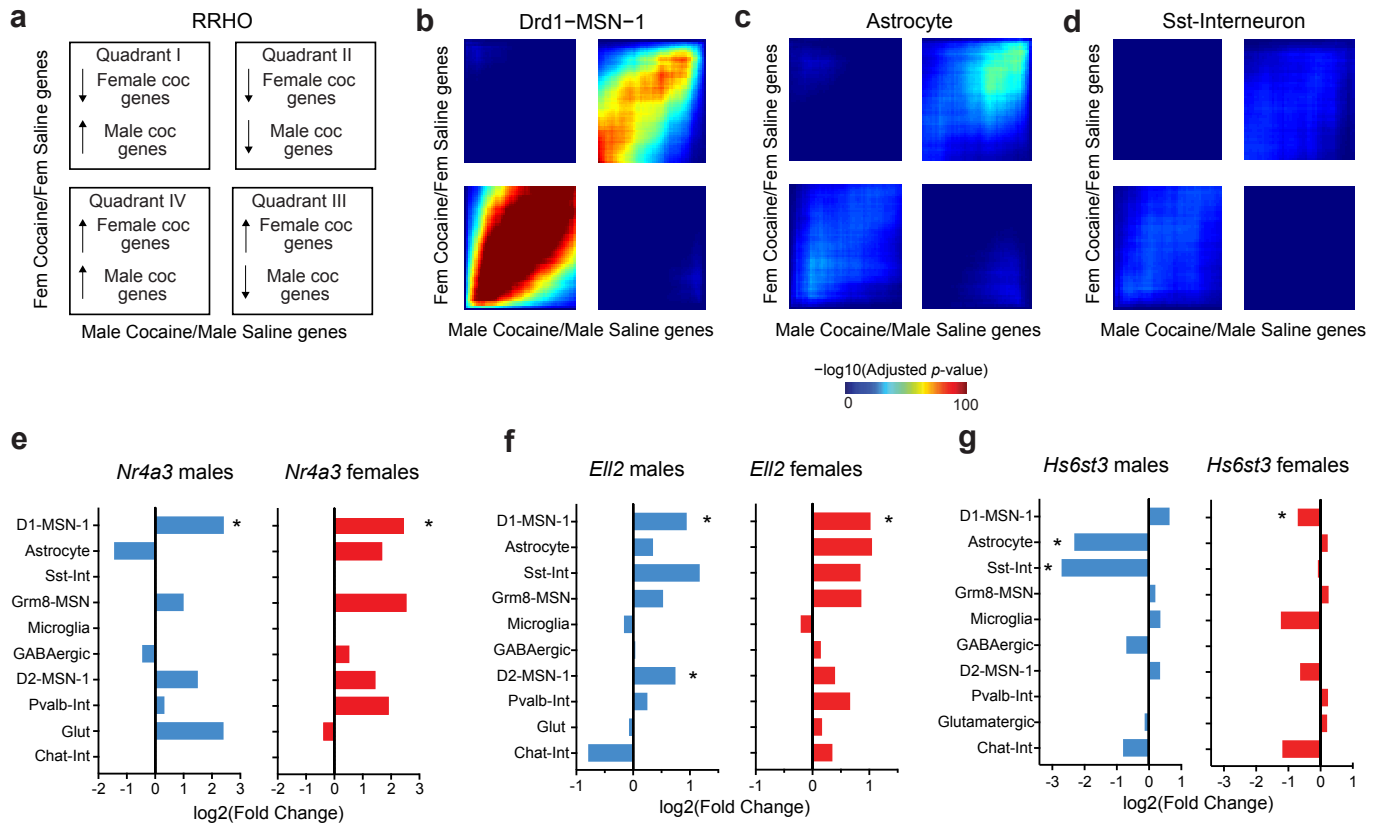 a
RRHO
Fem Cocaine/Fem Saline genes
Quadrant I
Female coc
genes
Male coc
genes
Quadrant II
Female coc
genes
Male coc
genes
Quadrant IV
Female coc
genes
Male coc
genes
Quadrant III
Female coc
genes
Male coc
genes
Male Cocaine/Male Saline genes
b
Drd1−MSN−1
Fem Cocaine/Fem Saline genes
Male Cocaine/Male Saline genes
c
Astrocyte
Fem Cocaine/Fem Saline genes
Male Cocaine/Male Saline genes
d
Sst-Interneuron
Fem Cocaine/Fem Saline genes
Male Cocaine/Male Saline genes
−log10(Adjusted p-value)
0 100
e
Nr4a3 males
Nr4a3 females
D1-MSN-1 * *
Astrocyte
Sst-Int
Grm8-MSN
Microglia
GABAergic
D2-MSN-1
Pvalb-Int
Glut
Chat-Int
-2 -1 0 1 2 3
-2 -1 0 1 2 3
log2(Fold Change)
f
Ell2 males
Ell2 females
D1-MSN-1 * *
Astrocyte
Sst-Int
Grm8-MSN
Microglia
GABAergic
D2-MSN-1 *
Pvalb-Int
Glut
Chat-Int
-1 0 1
-1 0 1
log2(Fold Change)
g
Hs6st3 males
Hs6st3 females
D1-MSN-1 *
Astrocyte *
Sst-Int *
Grm8-MSN
Microglia
GABAergic
D2-MSN-1
Pvalb-Int
Glutamatergic
Chat-Int
-3 -2 -1 0 1
-3 -2 -1 0 1
log2(Fold Change)